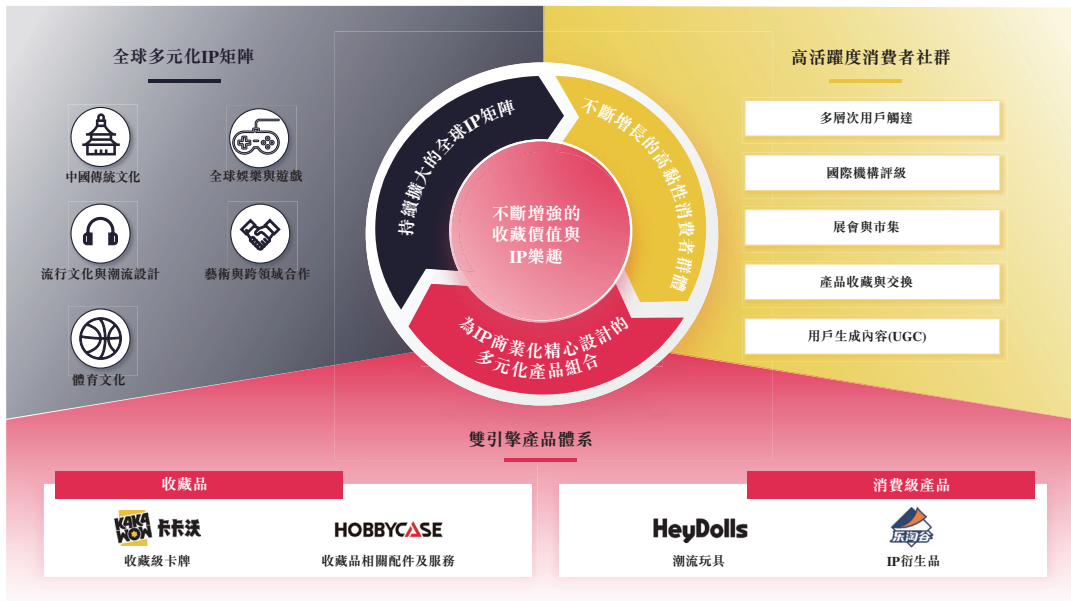 全球多元化IP矩陣
中國傳統文化
全球娛樂與遊戲
流行文化與潮流設計
藝術與跨領域合作
體育文化
持續擴大的全球IP矩陣
不斷增長的高黏性消費者群體
不斷增強的
收藏價值與
IP樂趣
為IP商業化精心設計的
多元化產品組合
高活躍度消費者社群
多層次用戶觸達
國際機構評級
展會與市集
產品收藏與交換
用戶生成內容(UGC)
雙引擎產品體系
收藏品
KAKA
WOW 卡卡沃
收藏級卡牌
HOBBYCASE
收藏品相關配件及服務
消費級產品
HeyDolls
潮流玩具
乐淘谷
IP衍生品